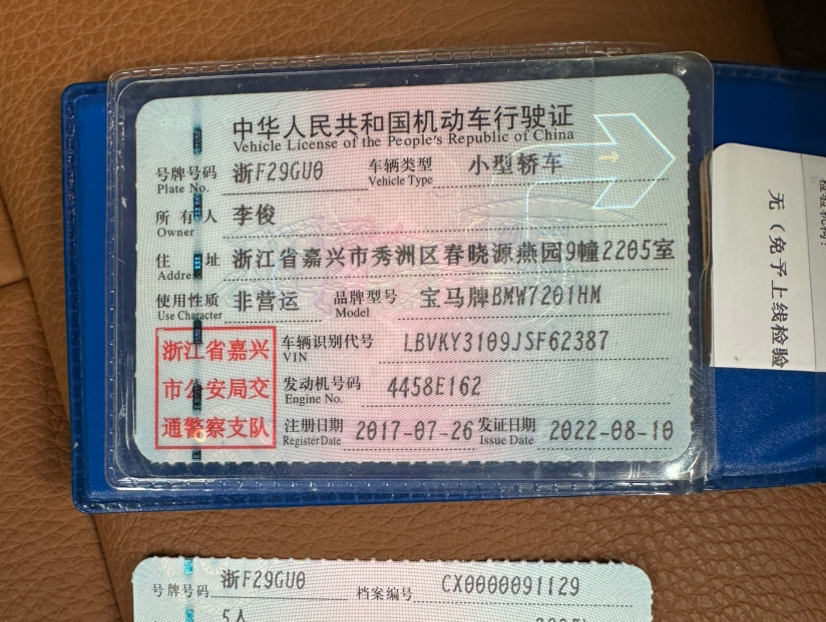 中华人民共和国机动车行驶证
Vehicle License of the People's Republic of China
号牌号码 浙F29GU0 车辆类型 小型轿车
Plate No. Vehicle Type
所有人 李俊
Owner
住址 浙江省嘉兴市秀洲区春晓源燕园9幢2205室
Address
使用性质 非营运 品牌型号 宝马牌BMW7201HM
Use Character Model
浙江省嘉兴
市公安局交
通警察支队
车辆识别代号 LBVKY3109JSF62387
VIN
发动机号码 4458E162
Engine No.
注册日期 2017-07-26 发证日期 2022-08-10
Register Date Issue Date
无(免予上线检验
检验机构:
号牌号码 浙F29GU0 档案编号 CX0000091129
5人